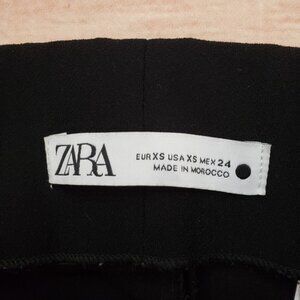 ZARA
EUR XS USA XS MEX 24
MADE IN MOROCCO